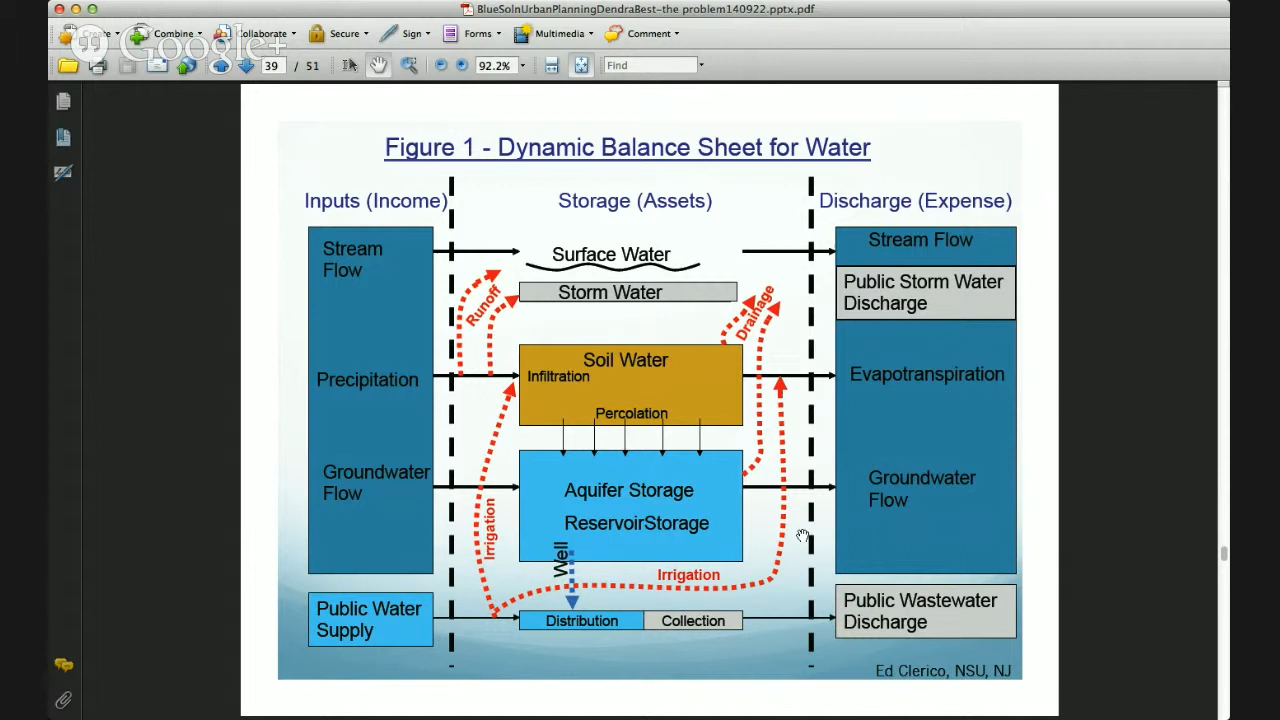 BlueSolnUrbanPlanningDendraBest-the problem140922.pptx.pdf
Create Combine Collaborate Secure Sign Forms Multimedia Comment
Google+
39 / 51 92.2% Find
Figure 1 - Dynamic Balance Sheet for Water
Inputs (Income) Storage (Assets) Discharge (Expense)
Stream
Flow
Surface Water
Stream Flow
Runoff
Storm Water
Drainage
Public Storm Water
Discharge
Precipitation
Soil Water
Infiltration
Percolation
Evapotranspiration
Groundwater
Flow
Aquifer Storage
ReservoirStorage
Groundwater
Flow
Irrigation
Well
Irrigation
Public Water
Supply
Distribution
Collection
Public Wastewater
Discharge
Ed Clerico, NSU, NJ